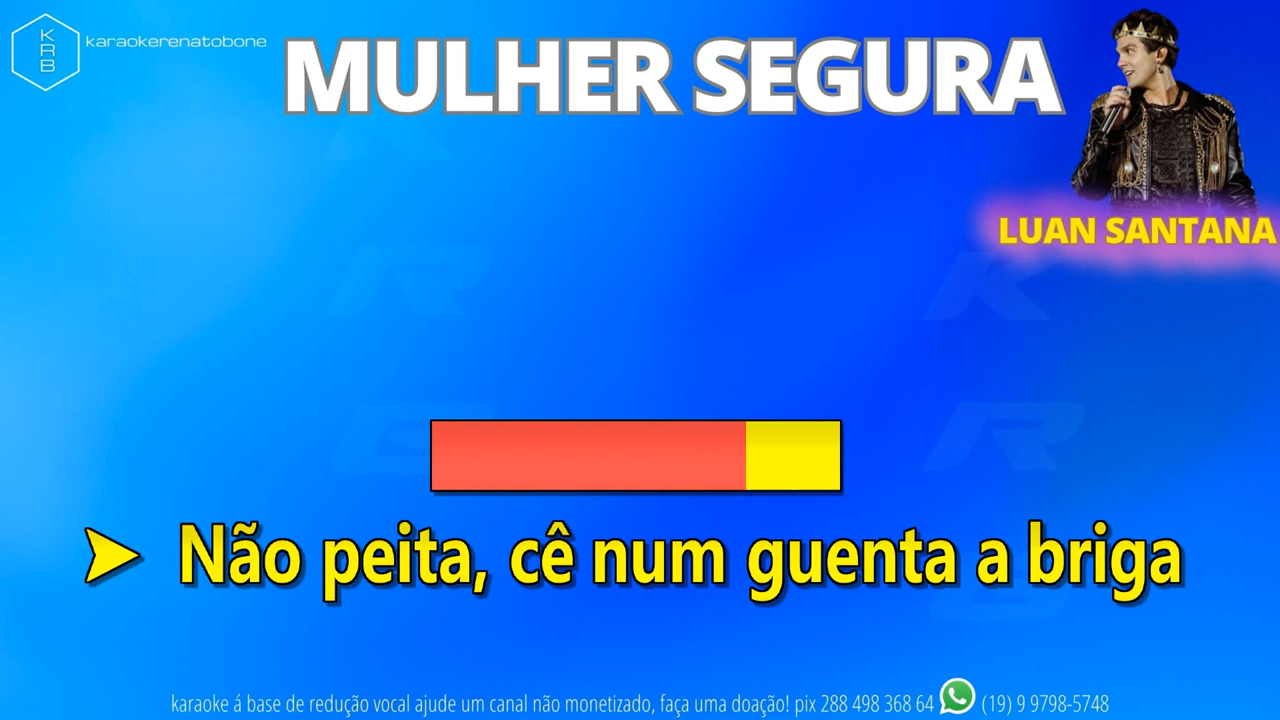 K
R
B
karaokerenatobone
MULHER SEGURA
LUAN SANTANA
R
K
B
R
B
Não peita, cê num guenta a briga
karaoke á base de redução vocal ajude um canal não monetizado, faça uma doação! pix 288 498 368 64 (19) 9 9798-5748